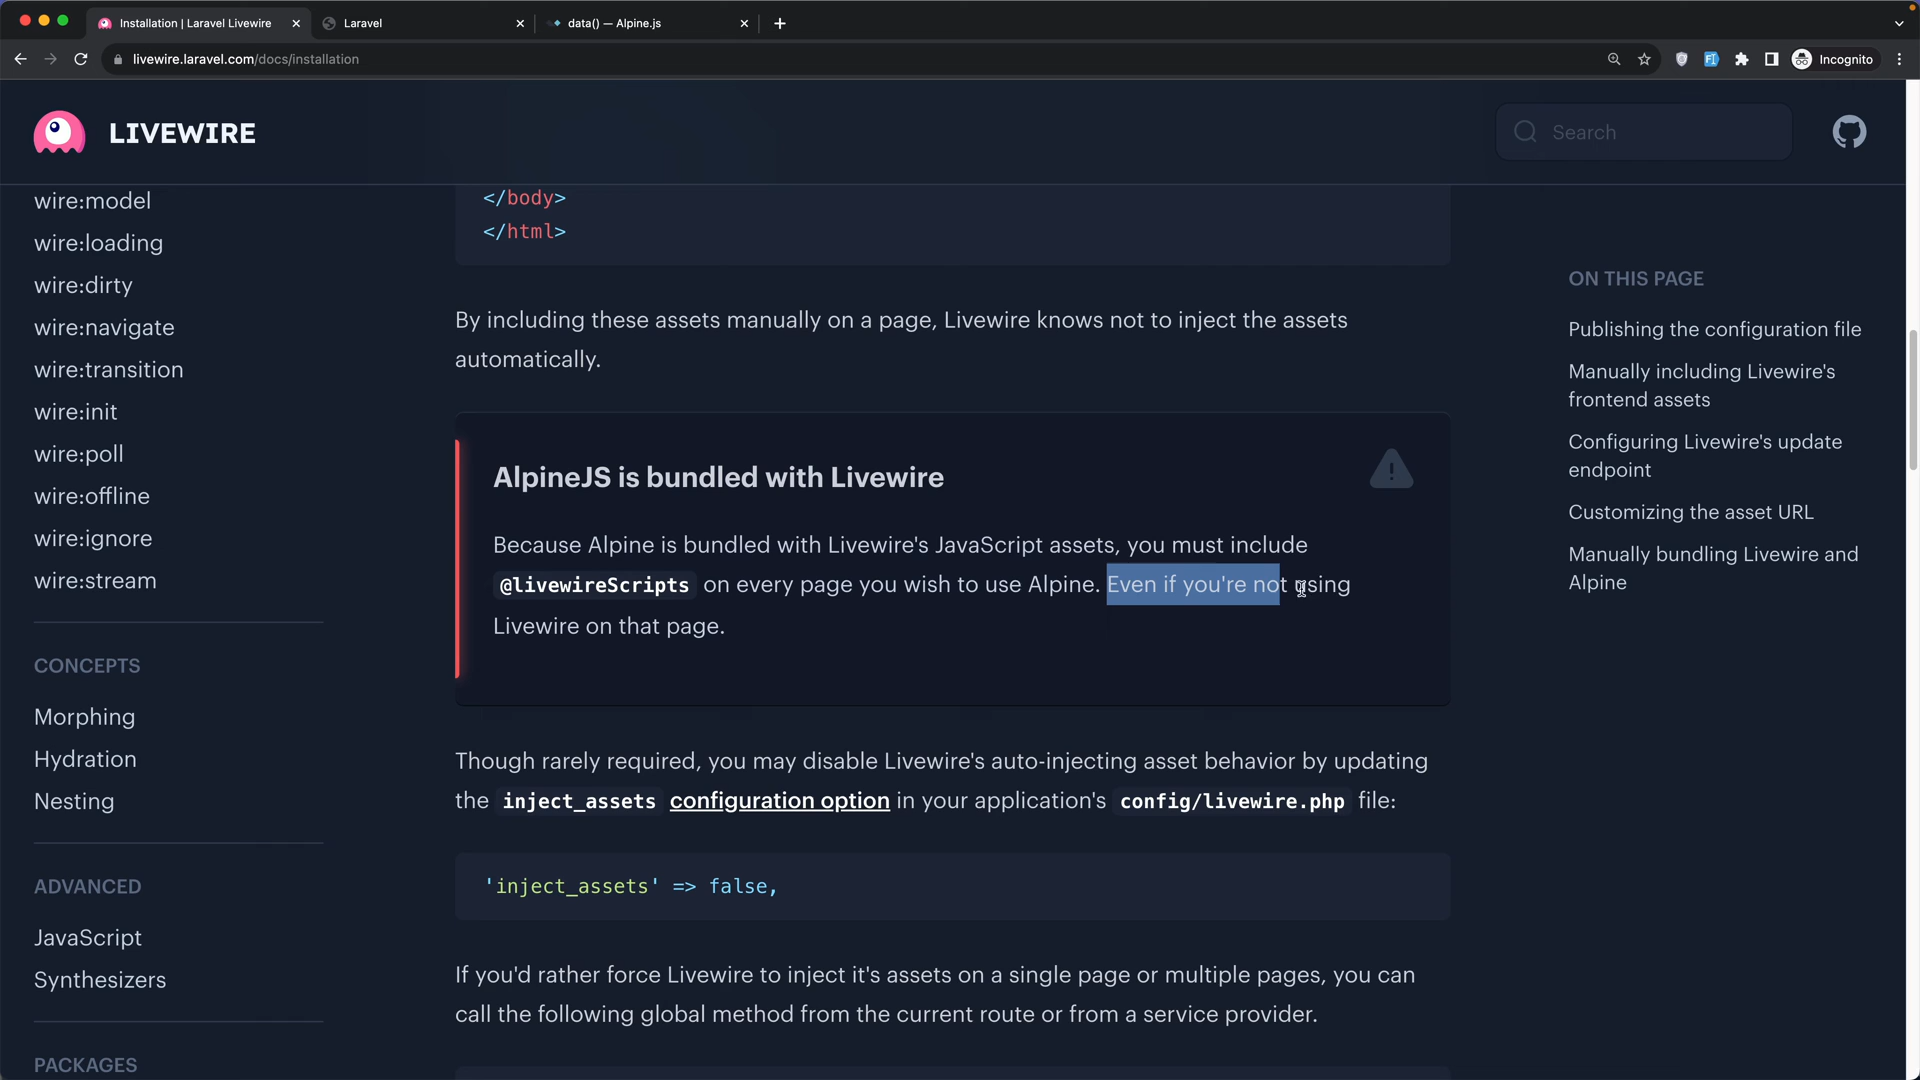 Installation | Laravel Livewire
Laravel
data() — Alpine.js
livewire.laravel.com/docs/installation
Incognito
LIVEWIRE
Search
wire:model
wire:loading
wire:dirty
wire:navigate
wire:transition
wire:init
wire:poll
wire:offline
wire:ignore
wire:stream
CONCEPTS
Morphing
Hydration
Nesting
ADVANCED
JavaScript
Synthesizers
PACKAGES
</body>
</html>
By including these assets manually on a page, Livewire knows not to inject the assets
automatically.
AlpineJS is bundled with Livewire
Because Alpine is bundled with Livewire's JavaScript assets, you must include
@livewireScripts on every page you wish to use Alpine. Even if you're not using
Livewire on that page.
Though rarely required, you may disable Livewire's auto-injecting asset behavior by updating
the inject_assets configuration option in your application's config/livewire.php file:
'inject_assets' => false,
If you'd rather force Livewire to inject it's assets on a single page or multiple pages, you can
call the following global method from the current route or from a service provider.
ON THIS PAGE
Publishing the configuration file
Manually including Livewire's
frontend assets
Configuring Livewire's update
endpoint
Customizing the asset URL
Manually bundling Livewire and
Alpine